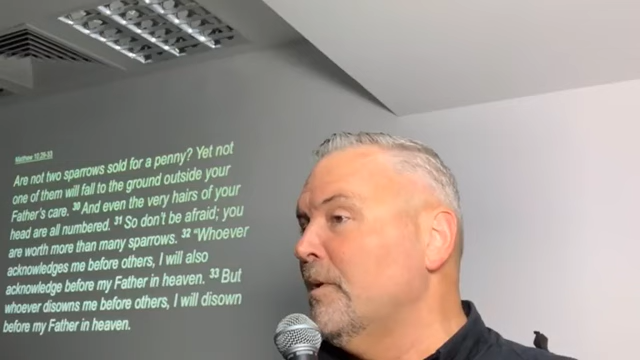 Matthew 10:29-33
Are not two sparrows sold for a penny? Yet not
one of them will fall to the ground outside your
Father's care. 30 And even the very hairs of your
head are all numbered. 31 So don't be afraid; you
are worth more than many sparrows. 32 "Whoever
acknowledges me before others, I will also
acknowledge before my Father in heaven. 33 But
whoever disowns me before others, I will disown
before my Father in heaven.